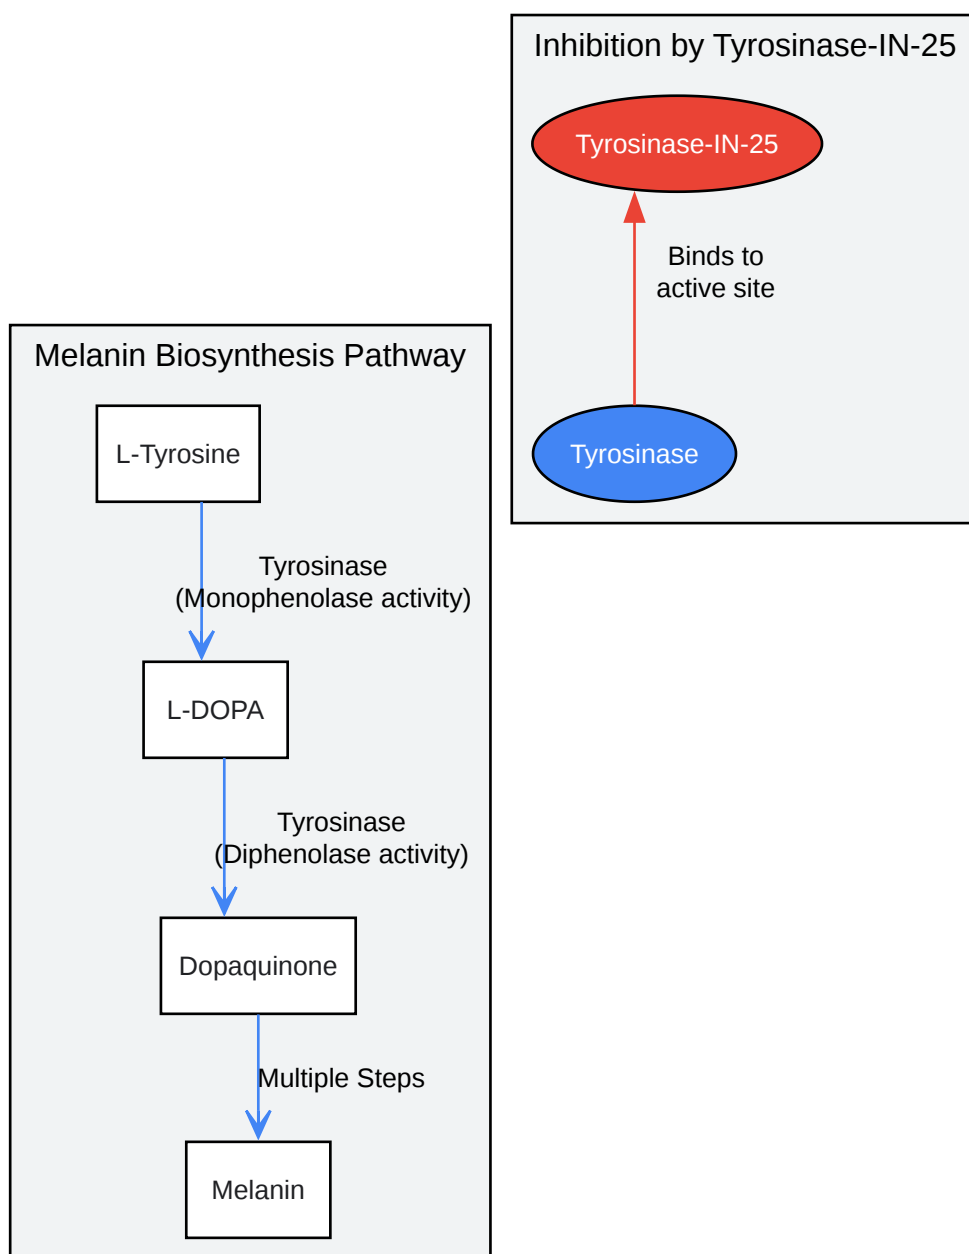 Inhibition by Tyrosinase-IN-25
Tyrosinase-IN-25
Binds to
active site
Tyrosinase
Melanin Biosynthesis Pathway
L-Tyrosine
Tyrosinase
(Monophenolase activity)
L-DOPA
Tyrosinase
(Diphenolase activity)
Dopaquinone
Multiple Steps
Melanin